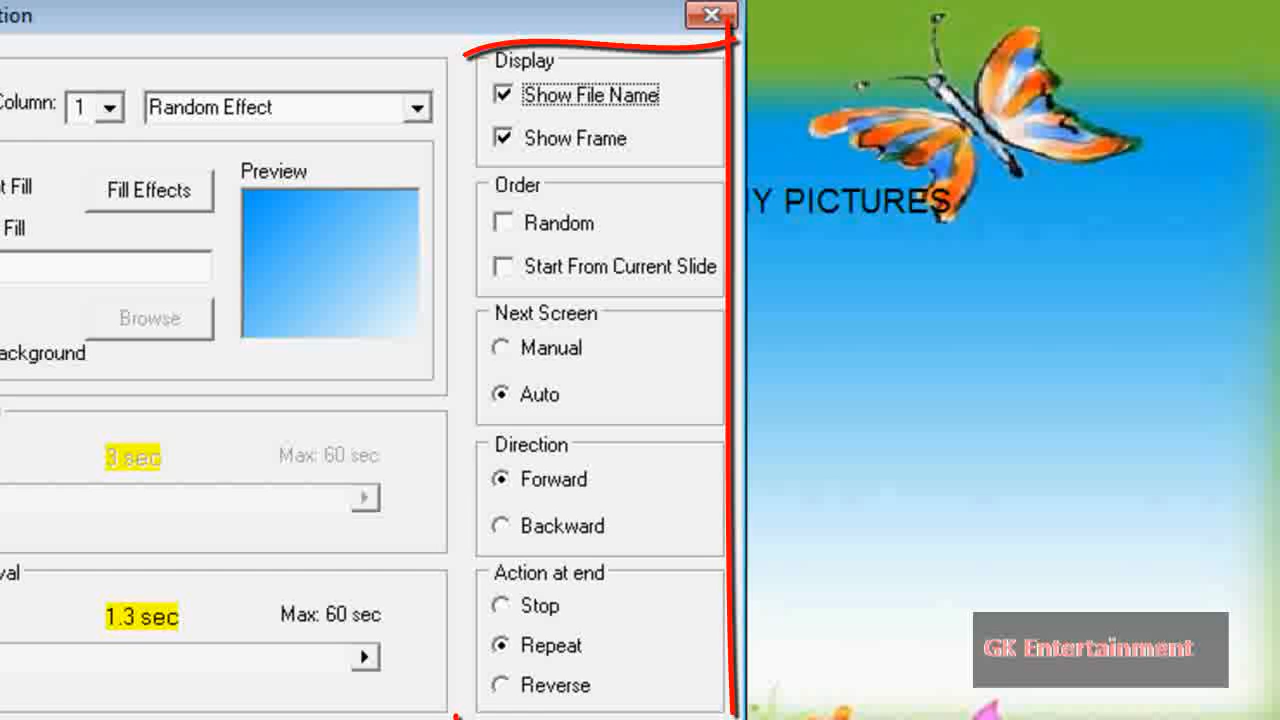 tion
Column: 1 Random Effect
t Fill
Fill Effects
Preview
Fill
Browse
ackground
3 sec
Max: 60 sec
val
1.3 sec
Max: 60 sec
Display
Show File Name
Show Frame
Order
Random
Start From Current Slide
Next Screen
Manual
Auto
Direction
Forward
Backward
Action at end
Stop
Repeat
Reverse
Y PICTURES
GK Entertainment